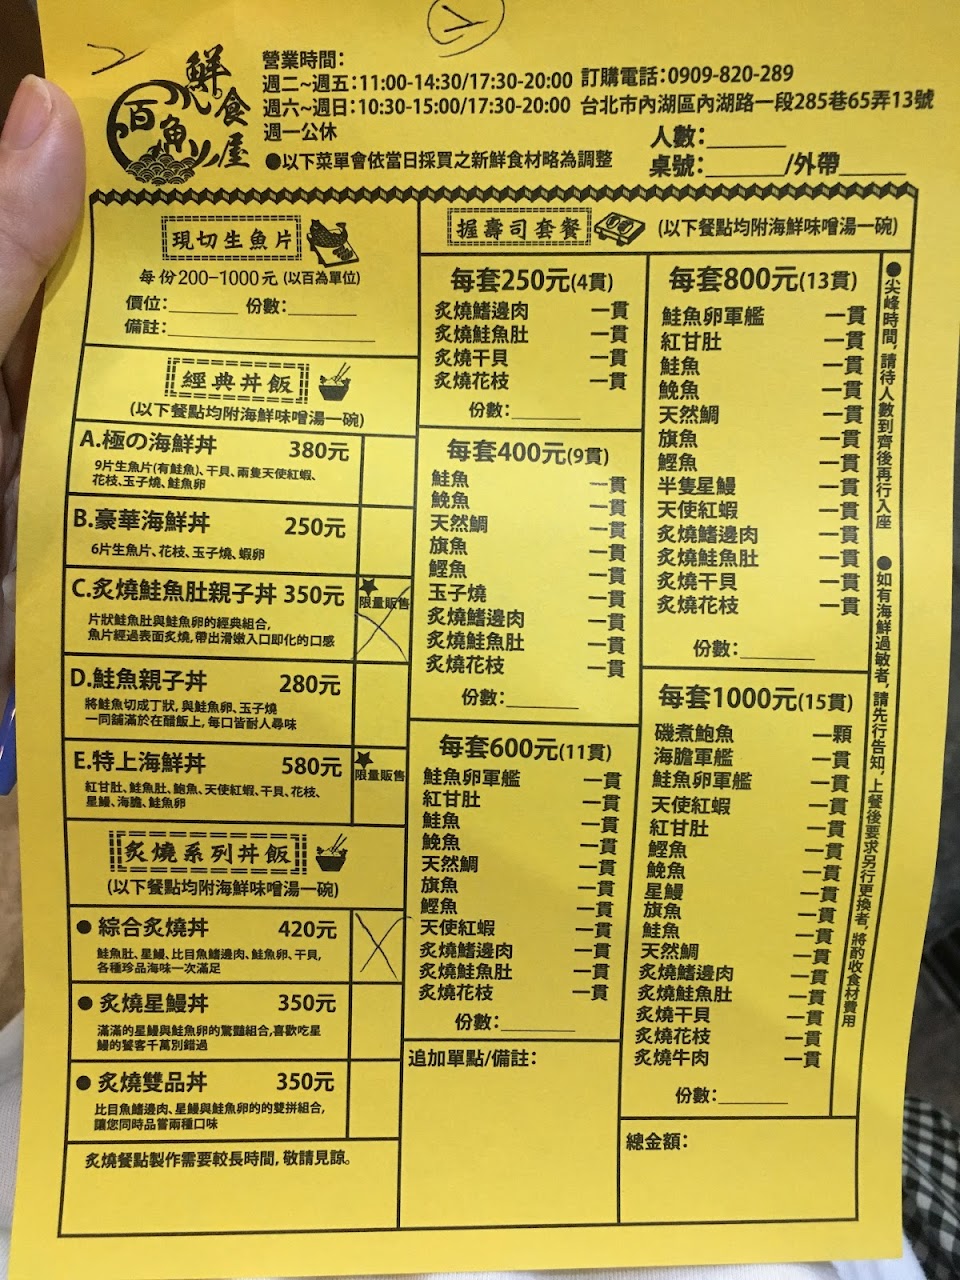 百八魚 鮮。食屋
營業時間：
週二~週五：11:00-14:30/17:30-20:00 訂購電話：0909-820-289
週六~週日：10:30-15:00/17:30-20:00 台北市內湖區內湖路一段285巷65弄13號
週一公休
人數：______
●以下菜單會依當日採買之新鮮食材略為調整
桌號：______/外帶______
現切生魚片
每份200-1000元(以百為單位)
價位：______ 份數：______
備註：______
經典丼飯
(以下餐點均附海鮮味噌湯一碗)
A.極の海鮮丼 380元
9片生魚片(有鮭魚)、干貝、兩隻天使紅蝦、
花枝、玉子燒、鮭魚卵
B.豪華海鮮丼 250元
6片生魚片、花枝、玉子燒、蝦卵
C.炙燒鮭魚肚親子丼 350元 ★限量販售
片狀鮭魚肚與鮭魚卵的經典組合,
魚片經過表面炙燒,帶出滑嫩入口即化的口感
D.鮭魚親子丼 280元
將鮭魚切成丁狀,與鮭魚卵、玉子燒
一同舖滿於在醋飯上,每口皆耐人尋味
E.特上海鮮丼 580元 ★限量販售
紅甘肚、鮭魚肚、鮑魚、天使紅蝦、干貝、花枝、
星鰻、海膽、鮭魚卵
炙燒系列丼飯
(以下餐點均附海鮮味噌湯一碗)
● 綜合炙燒丼 420元
鮭魚肚、星鰻、比目魚鰭邊肉、鮭魚卵、干貝,
各種珍品海味一次滿足
● 炙燒星鰻丼 350元
滿滿的星鰻與鮭魚卵的驚豔組合,喜歡吃星
鰻的饕客千萬別錯過
● 炙燒雙品丼 350元
比目魚鰭邊肉、星鰻與鮭魚卵的的雙拼組合,
讓您同時品嘗兩種口味
炙燒餐點製作需要較長時間,敬請見諒。
握壽司套餐 (以下餐點均附海鮮味噌湯一碗)
每套250元(4貫)
炙燒鰭邊肉 一貫
炙燒鮭魚肚 一貫
炙燒干貝 一貫
炙燒花枝 一貫
份數：______
每套400元(9貫)
鮭魚 一貫
鮸魚 一貫
天然鯛 一貫
旗魚 一貫
鰹魚 一貫
玉子燒 一貫
炙燒鰭邊肉 一貫
炙燒鮭魚肚 一貫
炙燒花枝 一貫
份數：______
每套600元(11貫)
鮭魚卵軍艦 一貫
紅甘肚 一貫
鮭魚 一貫
鮸魚 一貫
天然鯛 一貫
旗魚 一貫
鰹魚 一貫
天使紅蝦 一貫
炙燒鰭邊肉 一貫
炙燒鮭魚肚 一貫
炙燒花枝 一貫
份數：______
追加單點/備註：
每套800元(13貫)
鮭魚卵軍艦 一貫
紅甘肚 一貫
鮭魚 一貫
鮸魚 一貫
天然鯛 一貫
旗魚 一貫
鰹魚 一貫
半隻星鰻 一貫
天使紅蝦 一貫
炙燒鰭邊肉 一貫
炙燒鮭魚肚 一貫
炙燒干貝 一貫
炙燒花枝 一貫
份數：______
每套1000元(15貫)
磯煮鮑魚 一顆
海膽軍艦 一貫
鮭魚卵軍艦 一貫
天使紅蝦 一貫
紅甘肚 一貫
鰹魚 一貫
鮸魚 一貫
星鰻 一貫
旗魚 一貫
鮭魚 一貫
天然鯛 一貫
炙燒鰭邊肉 一貫
炙燒鮭魚肚 一貫
炙燒干貝 一貫
炙燒花枝 一貫
炙燒牛肉 一貫
份數：______
總金額：
●尖峰時間,請待人數到齊後再行入座 ●如有海鮮過敏者,請先行告知,上餐後要求另行更換者,將酌收食材費用